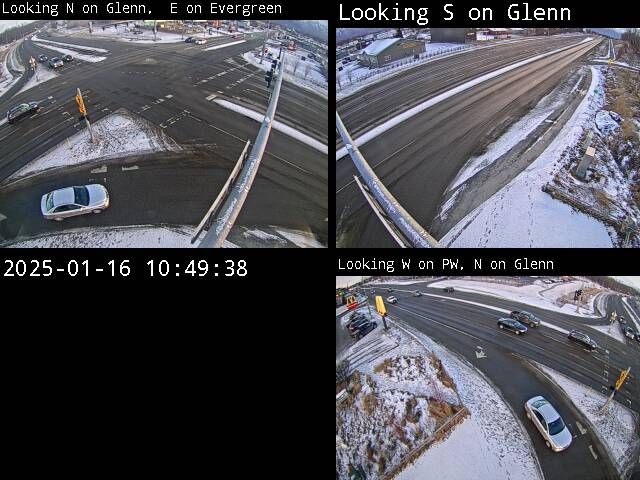 Looking N on Glenn,  E on Evergreen
Looking S on Glenn
2025-01-16 10:49:38
Looking W on PW, N on Glenn